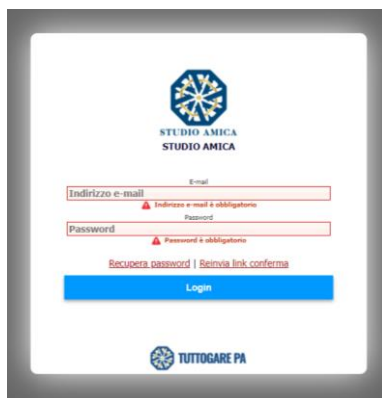 STUDIO AMICA
STUDIO AMICA
E-mail
Indirizzo e-mail
Indirizzo e-mail è obbligatorio
Password
Password
Password è obbligatorio
Recupera password | Reinvia link conferma
Login
TUTTOGARE PA